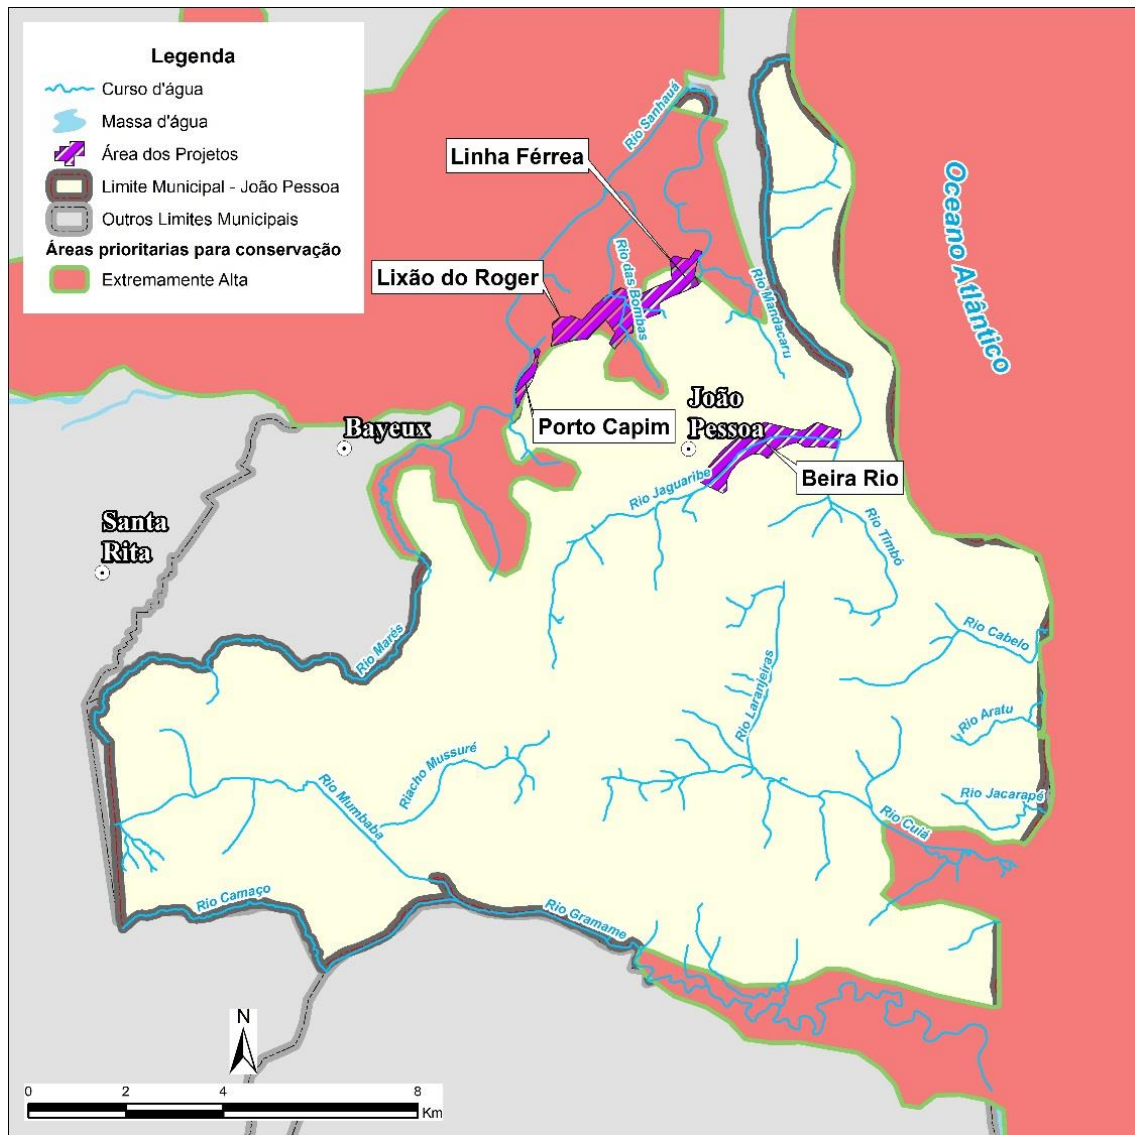 Legenda
Curso d'água
Massa d'água
Área dos Projetos
Limite Municipal - João Pessoa
Outros Limites Municipais
Áreas prioritarias para conservação
Extremamente Alta
Rio Sanhauá
Linha Férrea
Oceano Atlântico
Lixão do Roger
Rio das Bombas
Rio Mandacaru
Porto Capim
João
Pessoa
Bayeux
Beira Rio
Rio Jaguaribe
Santa
Rita
Rio Timbó
Rio Marés
Rio Cabelo
Rio Laranjeiras
Rio Aratu
Riacho Mussuré
Rio Mumbaba
Rio Jacarapé
Rio Cuiá
Rio Camaço
Rio Gramame
N
0 2 4 8
Km